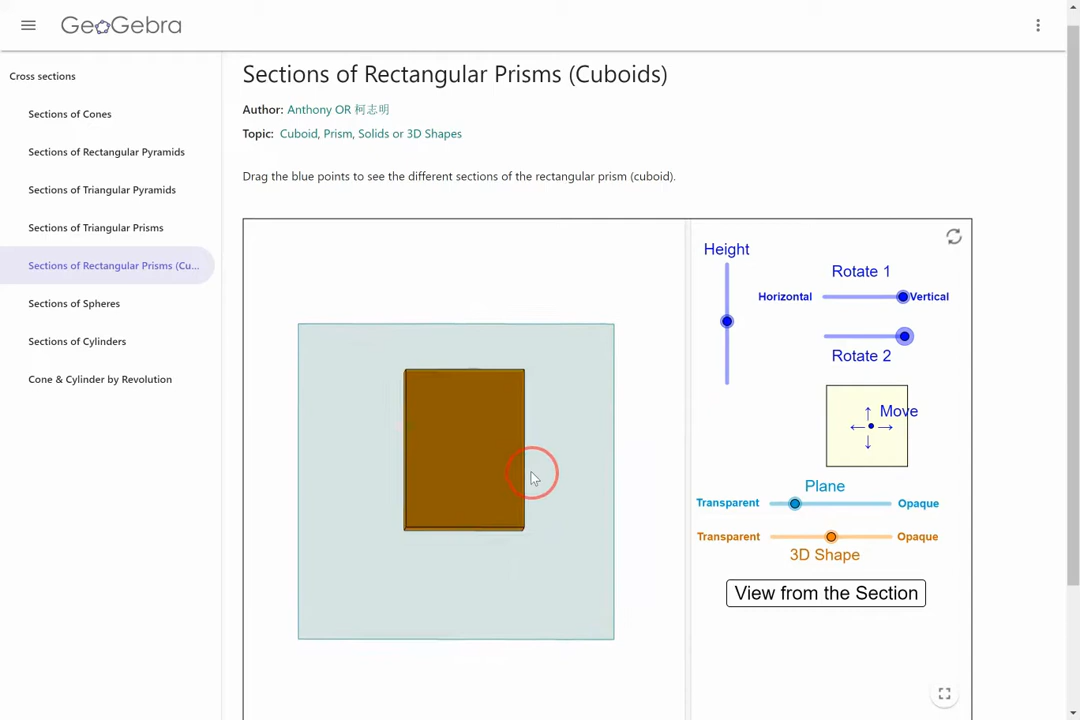 GeoGebra
Cross sections
Sections of Cones
Sections of Rectangular Pyramids
Sections of Triangular Pyramids
Sections of Triangular Prisms
Sections of Rectangular Prisms (Cu...
Sections of Spheres
Sections of Cylinders
Cone & Cylinder by Revolution
Sections of Rectangular Prisms (Cuboids)
Author: Anthony OR 柯志明
Topic: Cuboid, Prism, Solids or 3D Shapes
Drag the blue points to see the different sections of the rectangular prism (cuboid).
Height
Rotate 1
Horizontal Vertical
Rotate 2
Move
Plane
Transparent Opaque
Transparent Opaque
3D Shape
View from the Section